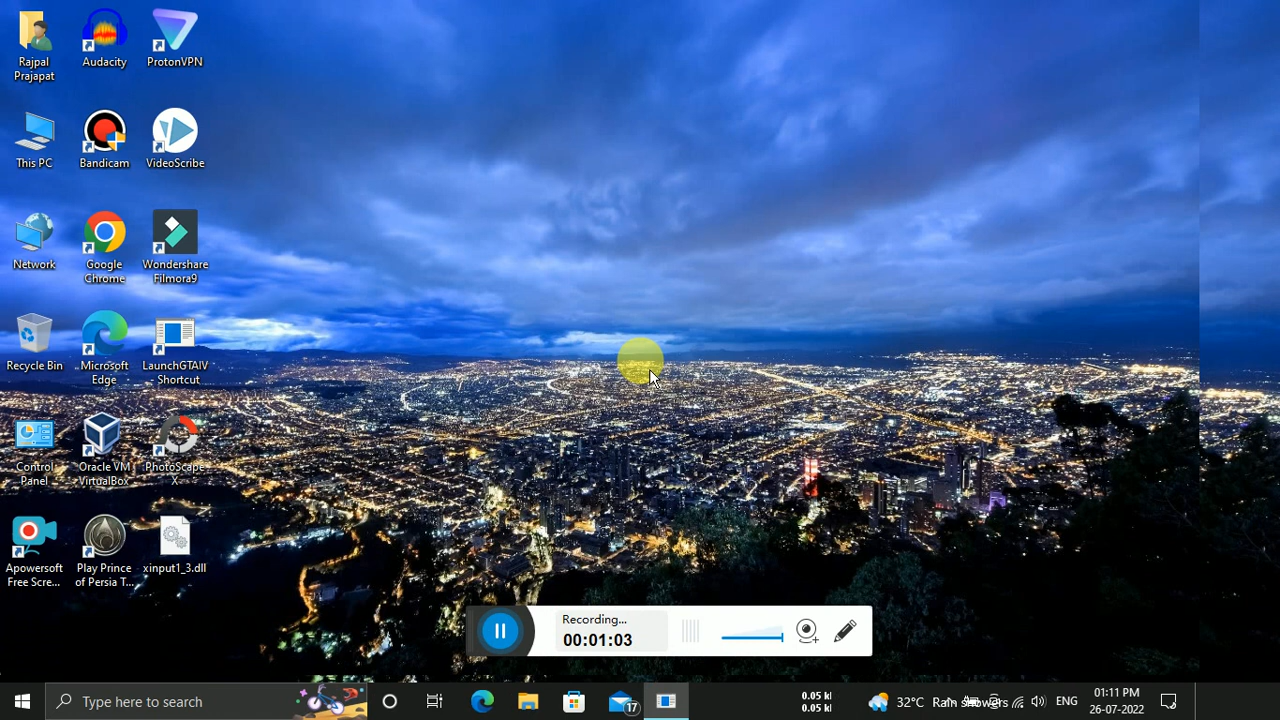 Rajpal
Prajapat
Audacity
ProtonVPN
This PC
Bandicam
VideoScribe
Network
Google
Chrome
Wondershare
Filmora9
Recycle Bin
Microsoft
Edge
LaunchGTAIV
Shortcut
Control
Panel
Oracle VM
VirtualBox
PhotoScape
X
Apowersoft
Free Scre...
Play Prince
of Persia T...
xinput1_3.dll
Recording...
00:01:03
Type here to search
17
0.05 kl
0.05 kl
32°C Rain showers
ENG
01:11 PM
26-07-2022